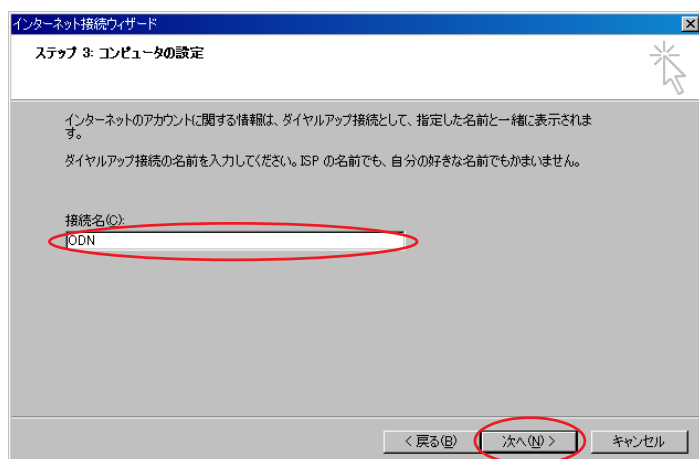 インターネット接続ウィザード
ステップ 3: コンピュータの設定
インターネットのアカウントに関する情報は、ダイヤルアップ接続として、指定した名前と一緒に表示されま
す。
ダイヤルアップ接続の名前を入力してください。ISP の名前でも、自分の好きな名前でもかまいません。
接続名(C):
ODN
< 戻る(B) 次へ(N) > キャンセル